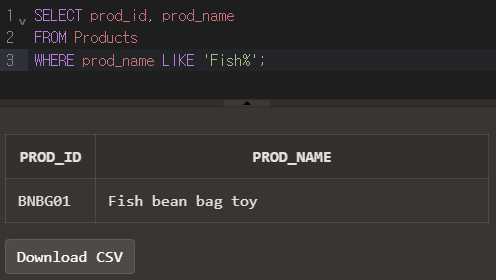 1 SELECT prod_id, prod_name
2 FROM Products
3 WHERE prod_name LIKE 'Fish%';
PROD_ID PROD_NAME
BNBG01 Fish bean bag toy
Download CSV